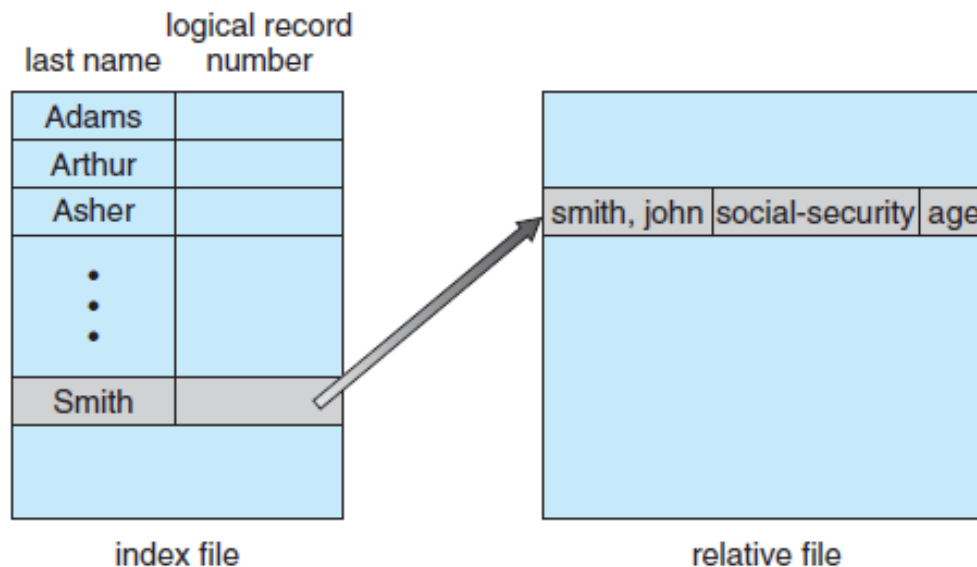 last name
logical record
number
Adams
Arthur
Asher
Smith
index file
smith, john social-security age
relative file